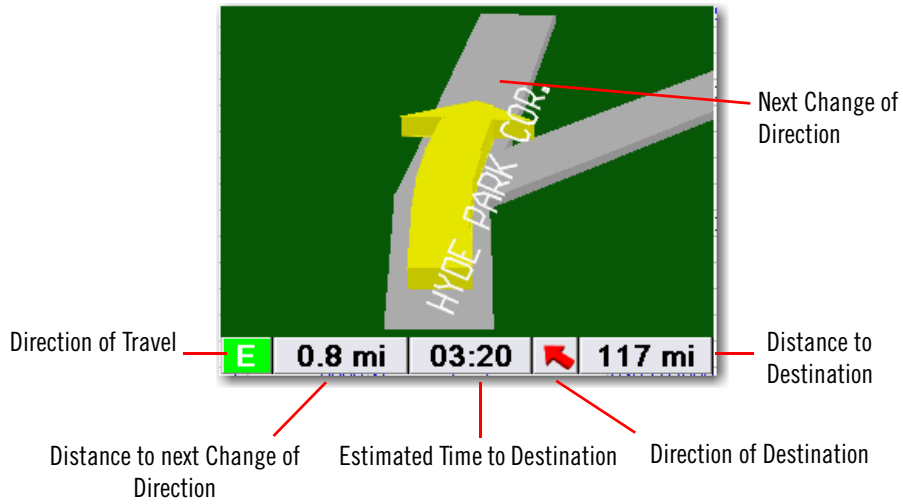 HYDE PARK COR.
Next Change of
Direction
Direction of Travel
E
0.8 mi
03:20
117 mi
Distance to
Destination
Distance to next Change of
Direction
Estimated Time to Destination
Direction of Destination